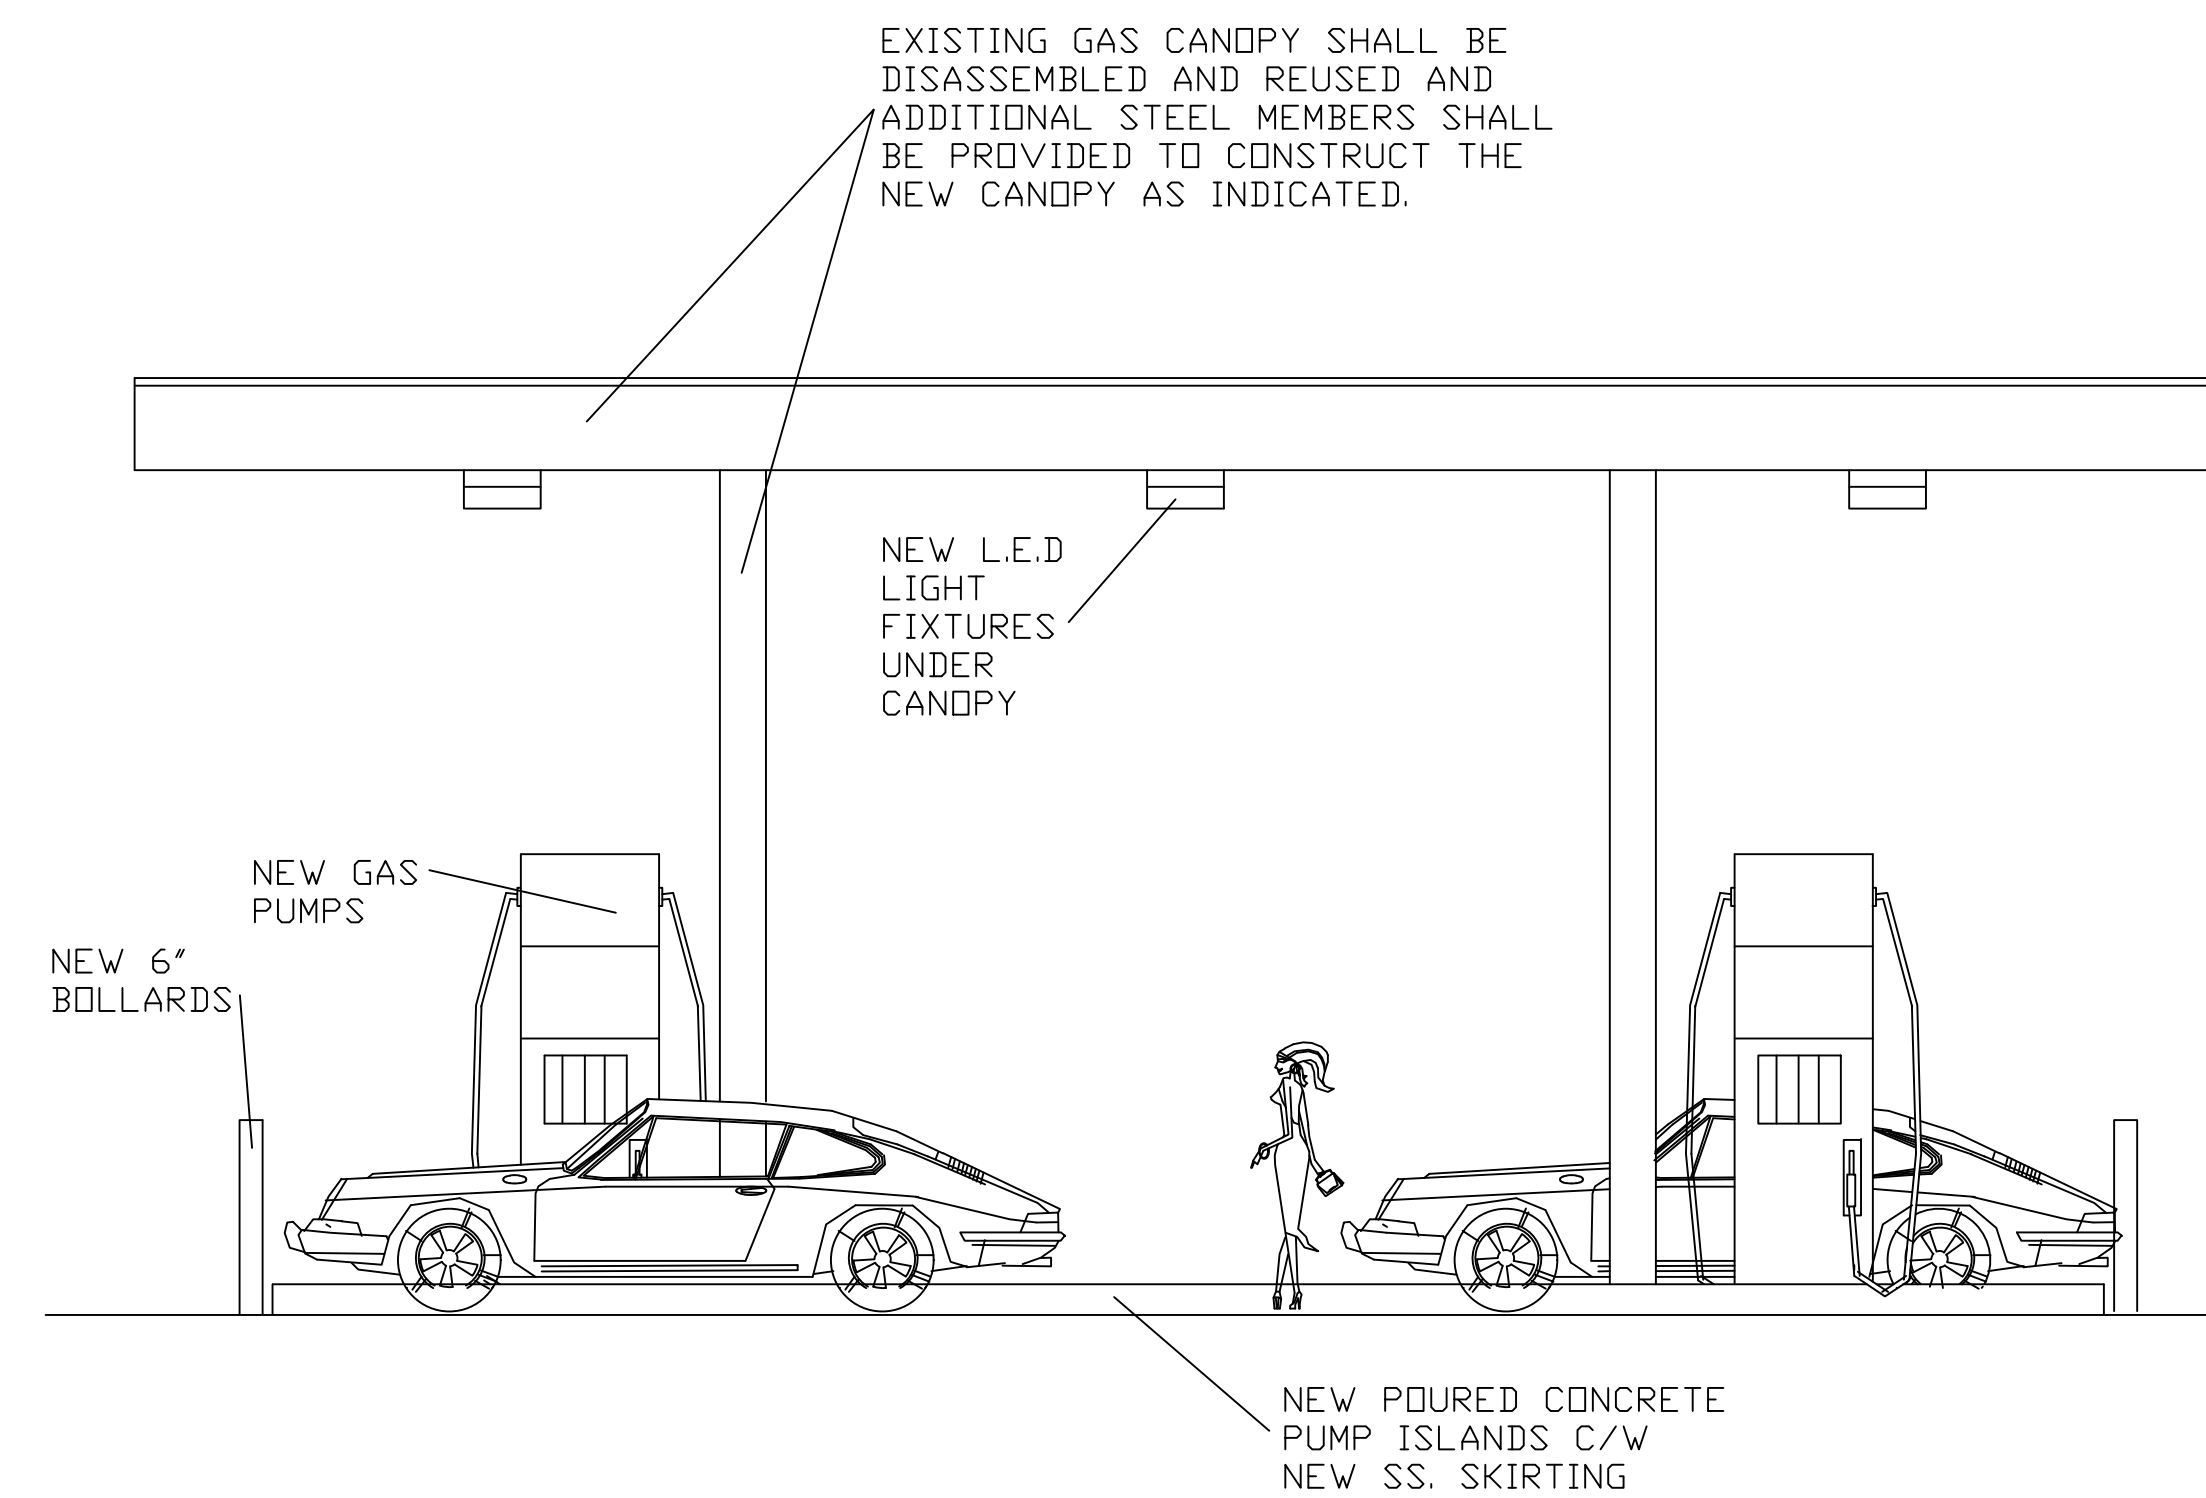 EXISTING GAS CANOPY SHALL BE
DISASSEMBLED AND REUSED AND
ADDITIONAL STEEL MEMBERS SHALL
BE PROVIDED TO CONSTRUCT THE
NEW CANOPY AS INDICATED.
NEW L.E.D
LIGHT
FIXTURES
UNDER
CANOPY
NEW GAS
PUMPS
NEW 6"
BOLLARDS
NEW POURED CONCRETE
PUMP ISLANDS C/W
NEW SS. SKIRTING